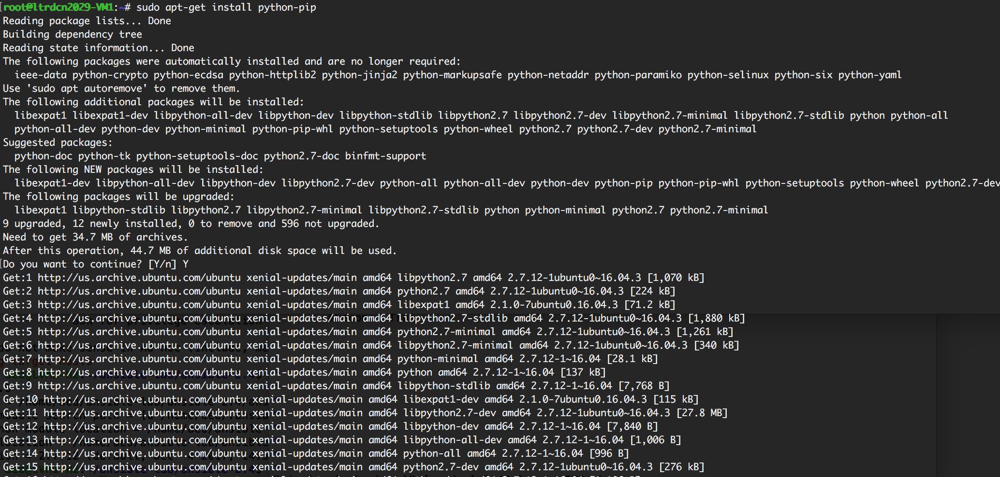 root@ltrdcn2029-VM1:~# sudo apt-get install python-pip
Reading package lists... Done
Building dependency tree
Reading state information... Done
The following packages were automatically installed and are no longer required:
ieee-data python-crypto python-ecdsa python-httplib2 python-jinja2 python-markupsafe python-netaddr python-paramiko python-selinux python-six python-yaml
Use 'sudo apt autoremove' to remove them.
The following additional packages will be installed:
libexpat1 libexpat1-dev libpython-all-dev libpython-dev libpython-stdlib libpython2.7 libpython2.7-dev libpython2.7-minimal libpython2.7-stdlib python python-all
python-all-dev python-dev python-minimal python-pip-whl python-setuptools python-wheel python2.7 python2.7-dev python2.7-minimal
Suggested packages:
python-doc python-tk python-setuptools-doc python2.7-doc binfmt-support
The following NEW packages will be installed:
libexpat1-dev libpython-all-dev libpython-dev libpython2.7-dev python-all python-all-dev python-dev python-pip python-pip-whl python-setuptools python-wheel python2.7-dev
The following packages will be upgraded:
libexpat1 libpython-stdlib libpython2.7 libpython2.7-minimal libpython2.7-stdlib python python-minimal python2.7 python2.7-minimal
9 upgraded, 12 newly installed, 0 to remove and 596 not upgraded.
Need to get 34.7 MB of archives.
After this operation, 44.7 MB of additional disk space will be used.
Do you want to continue? [Y/n] Y
Get:1 http://us.archive.ubuntu.com/ubuntu xenial-updates/main amd64 libpython2.7 amd64 2.7.12-1ubuntu0~16.04.3 [1,070 kB]
Get:2 http://us.archive.ubuntu.com/ubuntu xenial-updates/main amd64 python2.7 amd64 2.7.12-1ubuntu0~16.04.3 [224 kB]
Get:3 http://us.archive.ubuntu.com/ubuntu xenial-updates/main amd64 libexpat1 amd64 2.1.0-7ubuntu0.16.04.3 [71.2 kB]
Get:4 http://us.archive.ubuntu.com/ubuntu xenial-updates/main amd64 libpython2.7-stdlib amd64 2.7.12-1ubuntu0~16.04.3 [1,880 kB]
Get:5 http://us.archive.ubuntu.com/ubuntu xenial-updates/main amd64 python2.7-minimal amd64 2.7.12-1ubuntu0~16.04.3 [1,261 kB]
Get:6 http://us.archive.ubuntu.com/ubuntu xenial-updates/main amd64 libpython2.7-minimal amd64 2.7.12-1ubuntu0~16.04.3 [340 kB]
Get:7 http://us.archive.ubuntu.com/ubuntu xenial-updates/main amd64 python-minimal amd64 2.7.12-1~16.04 [28.1 kB]
Get:8 http://us.archive.ubuntu.com/ubuntu xenial-updates/main amd64 python amd64 2.7.12-1~16.04 [137 kB]
Get:9 http://us.archive.ubuntu.com/ubuntu xenial-updates/main amd64 libpython-stdlib amd64 2.7.12-1~16.04 [7,768 B]
Get:10 http://us.archive.ubuntu.com/ubuntu xenial-updates/main amd64 libexpat1-dev amd64 2.1.0-7ubuntu0.16.04.3 [115 kB]
Get:11 http://us.archive.ubuntu.com/ubuntu xenial-updates/main amd64 libpython2.7-dev amd64 2.7.12-1ubuntu0~16.04.3 [27.8 MB]
Get:12 http://us.archive.ubuntu.com/ubuntu xenial-updates/main amd64 libpython-dev amd64 2.7.12-1~16.04 [7,840 B]
Get:13 http://us.archive.ubuntu.com/ubuntu xenial-updates/main amd64 libpython-all-dev amd64 2.7.12-1~16.04 [1,006 B]
Get:14 http://us.archive.ubuntu.com/ubuntu xenial-updates/main amd64 python-all amd64 2.7.12-1~16.04 [996 B]
Get:15 http://us.archive.ubuntu.com/ubuntu xenial-updates/main amd64 python2.7-dev amd64 2.7.12-1ubuntu0~16.04.3 [276 kB]